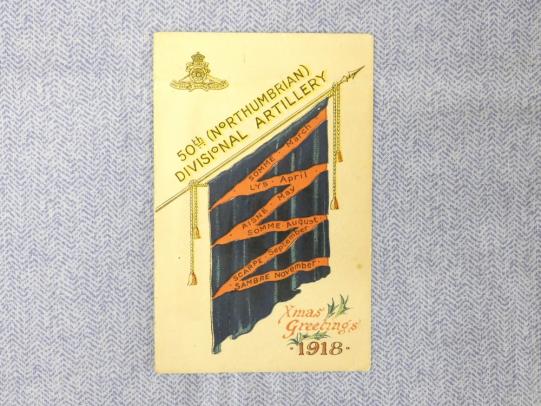 50th (NORTHUMBRIAN)
DIVISIONAL ARTILLERY
SOMME · March
LYS · April
AISNE · May
SOMME · August
SCARPE September
SAMBRE November
Xmas
Greetings
·1918·